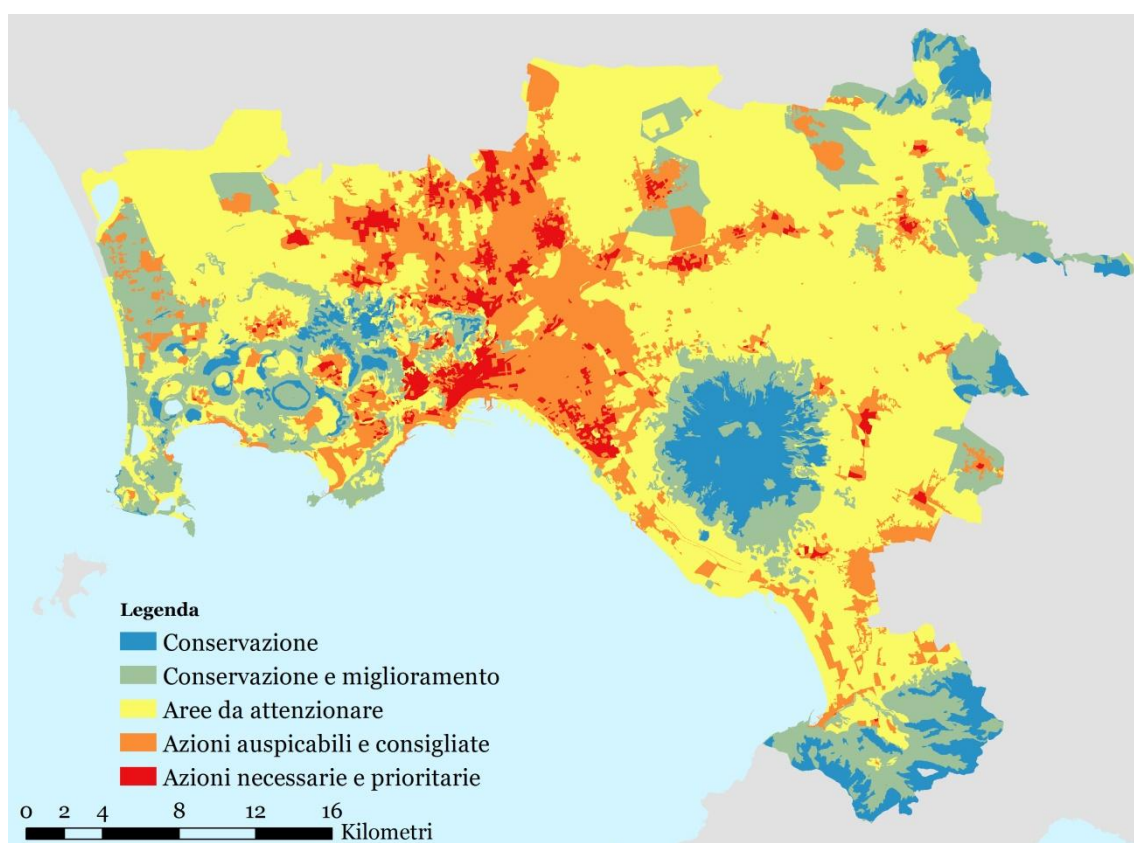 Legenda
Conservazione
Conservazione e miglioramento
Aree da attenzionare
Azioni auspicabili e consigliate
Azioni necessarie e prioritarie
0 2 4 8 12 16
Kilometri